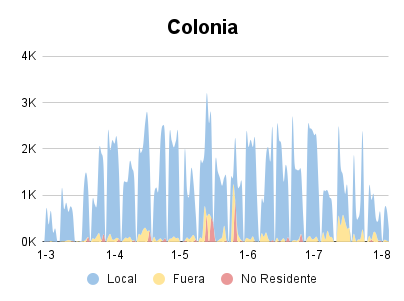 Colonia
4K
3K
2K
1K
0K
1-3 1-4 1-5 1-6 1-7 1-8
Local Fuera No Residente